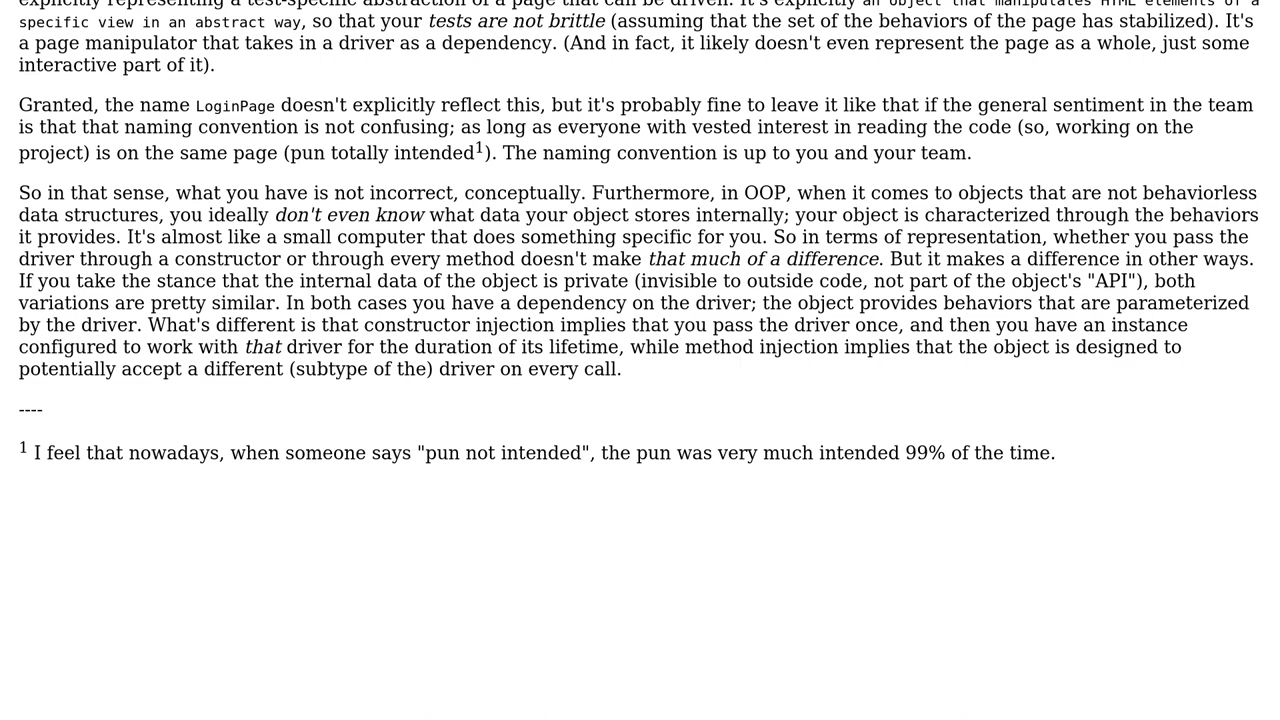 explicitly representing a test-specific abstraction of a page that can be driven. It's explicitly an object that manipulates HTML elements of a
specific view in an abstract way, so that your tests are not brittle (assuming that the set of the behaviors of the page has stabilized). It's
a page manipulator that takes in a driver as a dependency. (And in fact, it likely doesn't even represent the page as a whole, just some
interactive part of it).
Granted, the name LoginPage doesn't explicitly reflect this, but it's probably fine to leave it like that if the general sentiment in the team
is that that naming convention is not confusing; as long as everyone with vested interest in reading the code (so, working on the
project) is on the same page (pun totally intended1). The naming convention is up to you and your team.
So in that sense, what you have is not incorrect, conceptually. Furthermore, in OOP, when it comes to objects that are not behaviorless
data structures, you ideally don't even know what data your object stores internally; your object is characterized through the behaviors
it provides. It's almost like a small computer that does something specific for you. So in terms of representation, whether you pass the
driver through a constructor or through every method doesn't make that much of a difference. But it makes a difference in other ways.
If you take the stance that the internal data of the object is private (invisible to outside code, not part of the object's "API"), both
variations are pretty similar. In both cases you have a dependency on the driver; the object provides behaviors that are parameterized
by the driver. What's different is that constructor injection implies that you pass the driver once, and then you have an instance
configured to work with that driver for the duration of its lifetime, while method injection implies that the object is designed to
potentially accept a different (subtype of the) driver on every call.
----
1 I feel that nowadays, when someone says "pun not intended", the pun was very much intended 99% of the time.